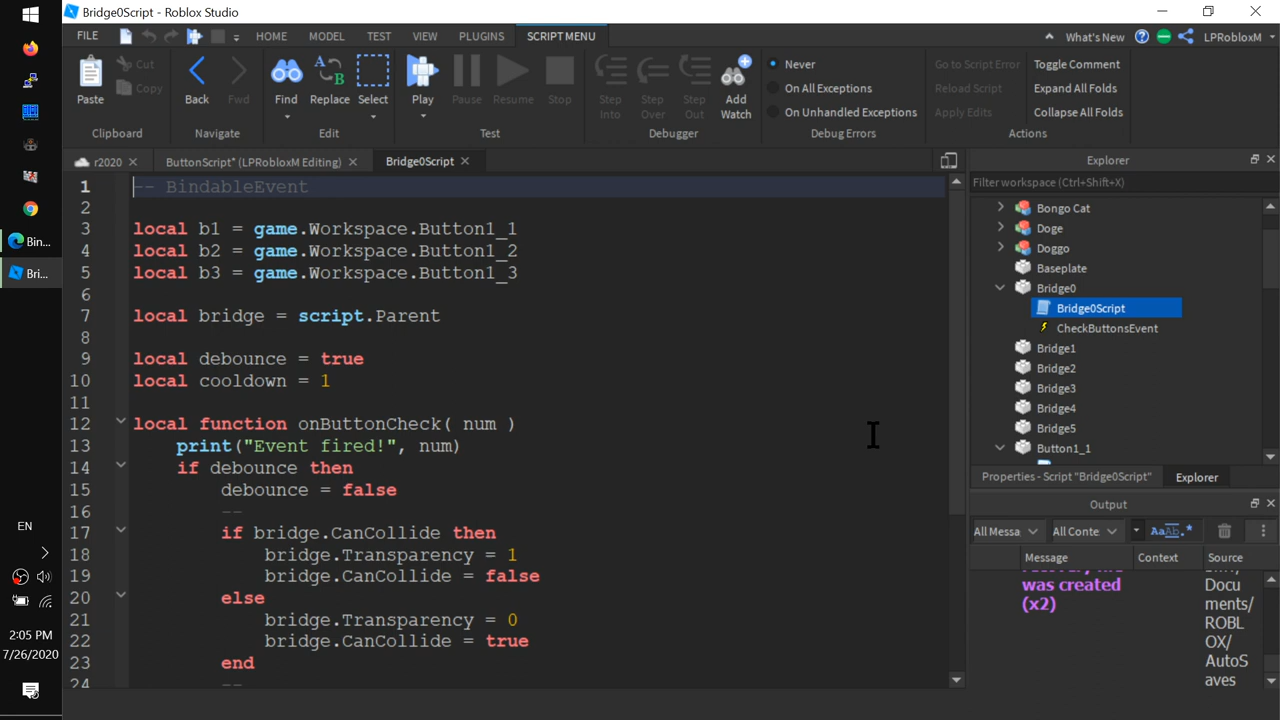 Bridge0Script - Roblox Studio
FILE
HOME
MODEL
TEST
VIEW
PLUGINS
SCRIPT MENU
What's New
LPRobloxM
Paste
Cut
Copy
Clipboard
Back
Fwd
Navigate
Find
Replace
Select
Edit
Play
Pause
Resume
Stop
Test
Step Into
Step Over
Step Out
Add Watch
Debugger
Never
On All Exceptions
On Unhandled Exceptions
Debug Errors
Go to Script Error
Reload Script
Apply Edits
Toggle Comment
Expand All Folds
Collapse All Folds
Actions
r2020
ButtonScript* (LPRobloxM Editing)
Bridge0Script
1 -- BindableEvent
2
3 local b1 = game.Workspace.Button1_1
4 local b2 = game.Workspace.Button1_2
5 local b3 = game.Workspace.Button1_3
6
7 local bridge = script.Parent
8
9 local debounce = true
10 local cooldown = 1
11
12 local function onButtonCheck( num )
13 print("Event fired!", num)
14 if debounce then
15 debounce = false
16 --
17 if bridge.CanCollide then
18 bridge.Transparency = 1
19 bridge.CanCollide = false
20 else
21 bridge.Transparency = 0
22 bridge.CanCollide = true
23 end
24 --
Explorer
Filter workspace (Ctrl+Shift+X)
Bongo Cat
Doge
Doggo
Baseplate
Bridge0
Bridge0Script
CheckButtonsEvent
Bridge1
Bridge2
Bridge3
Bridge4
Bridge5
Button1_1
Properties - Script "Bridge0Script"
Explorer
Output
All Messa
All Conte
AaAb.*
Message
Context
Source
was created
(x2)
Docu
ments/
ROBL
OX/
AutoS
aves
Bin...
Bri...
EN
2:05 PM
7/26/2020